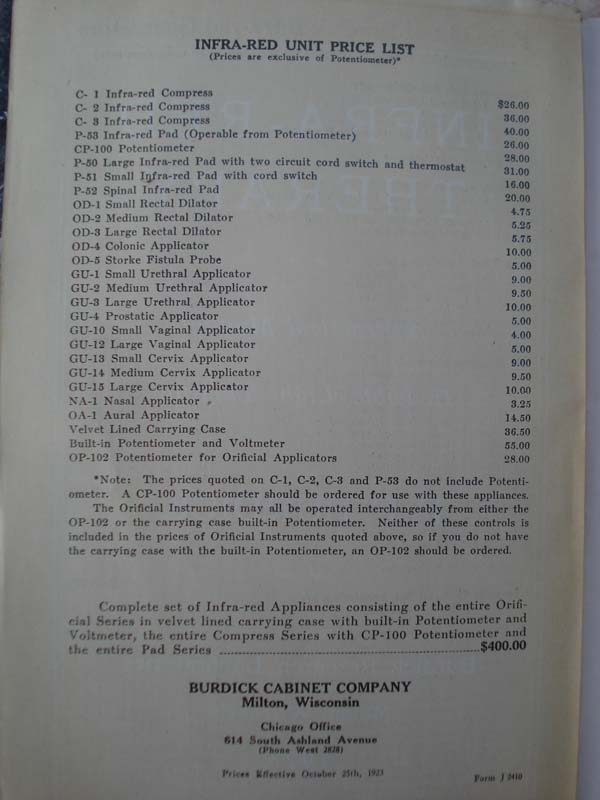 INFRA-RED UNIT PRICE LIST
(Prices are exclusive of Potentiometer)*
C- 1 Infra-red Compress $26.00
C- 2 Infra-red Compress 36.00
C- 3 Infra-red Compress 40.00
P-53 Infra-red Pad (Operable from Potentiometer) 26.00
CP-100 Potentiometer 28.00
P-50 Large Infra-red Pad with two circuit cord switch and thermostat 31.00
P-51 Small Infra-red Pad with cord switch 16.00
P-52 Spinal Infra-red Pad 20.00
OD-1 Small Rectal Dilator 4.75
OD-2 Medium Rectal Dilator 5.25
OD-3 Large Rectal Dilator 5.75
OD-4 Colonic Applicator 10.00
OD-5 Storke Fistula Probe 5.00
GU-1 Small Urethral Applicator 9.00
GU-2 Medium Urethral Applicator 9.50
GU-3 Large Urethral Applicator 10.00
GU-4 Prostatic Applicator 5.00
GU-10 Small Vaginal Applicator 4.00
GU-12 Large Vaginal Applicator 5.00
GU-13 Small Cervix Applicator 9.00
GU-14 Medium Cervix Applicator 9.50
GU-15 Large Cervix Applicator 10.00
NA-1 Nasal Applicator 3.25
OA-1 Aural Applicator 14.50
Velvet Lined Carrying Case 36.50
Built-in Potentiometer and Voltmeter 55.00
OP-102 Potentiometer for Orificial Applicators 28.00
*Note: The prices quoted on C-1, C-2, C-3 and P-53 do not include Potenti-
ometer. A CP-100 Potentiometer should be ordered for use with these appliances.
The Orificial Instruments may all be operated interchangeably from either the
OP-102 or the carrying case built-in Potentiometer. Neither of these controls is
included in the prices of Orificial Instruments quoted above, so if you do not have
the carrying case with the built-in Potentiometer, an OP-102 should be ordered.
Complete set of Infra-red Appliances consisting of the entire Orifi-
cial Series in velvet lined carrying case with built-in Potentiometer and
Voltmeter, the entire Compress Series with CP-100 Potentiometer and
the entire Pad Series ........ $400.00
BURDICK CABINET COMPANY
Milton, Wisconsin
Chicago Office
614 South Ashland Avenue
(Phone West 2828)
Prices Effective October 25th, 1923
Form J 2410